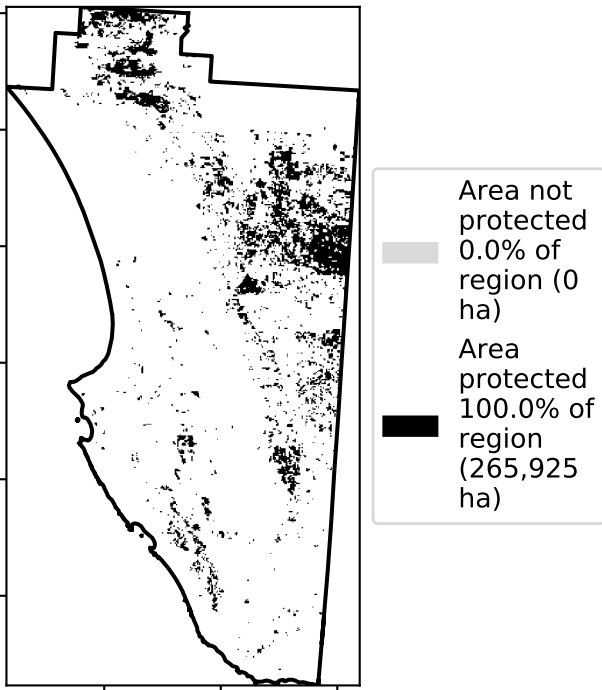 Area not
protected
0.0% of
region (0
ha)
Area
protected
100.0% of
region
(265,925
ha)